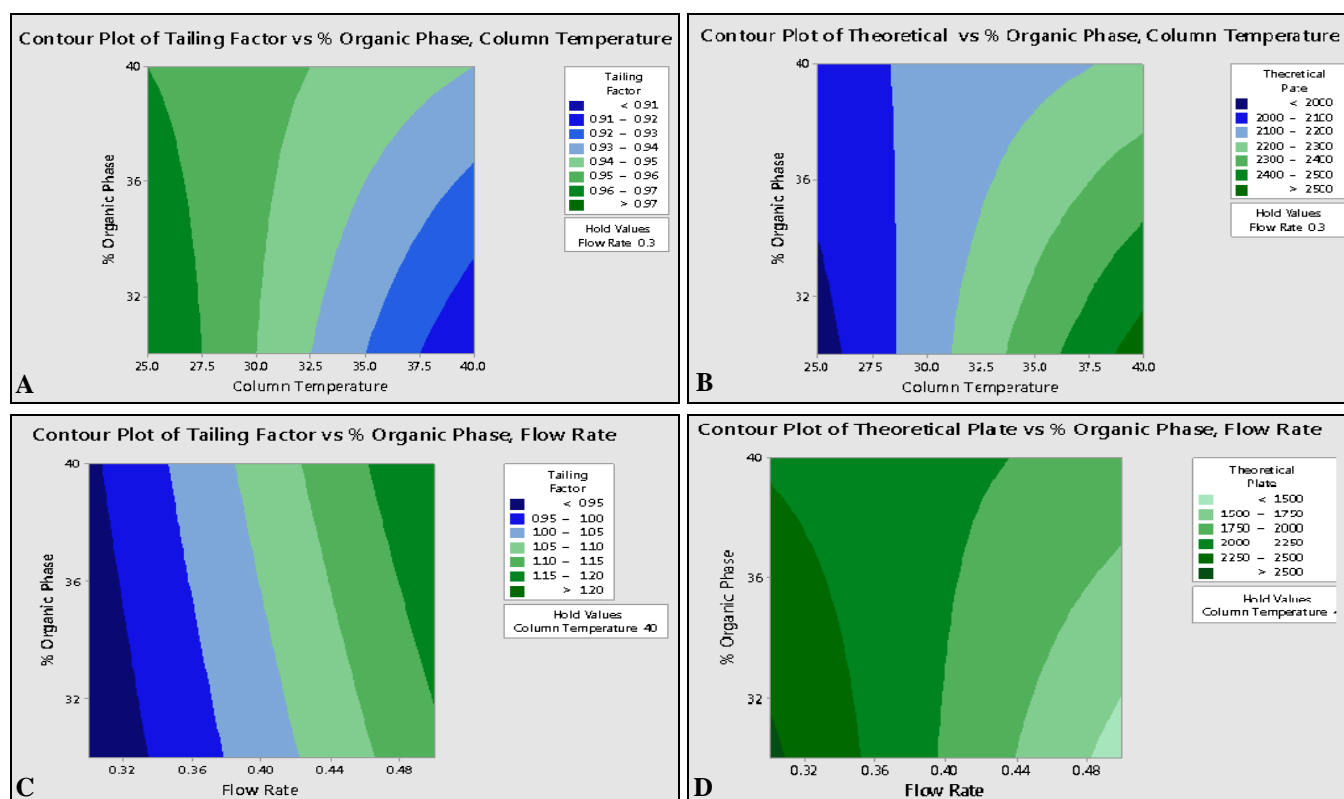 Contour Plot of Tailing Factor vs % Organic Phase, Column Temperature
40
36
32
% Organic Phase
25.0 27.5 30.0 32.5 35.0 37.5 40.0
Column Temperature
Tailing
Factor
< 0.91
0.91 – 0.92
0.92 – 0.93
0.93 – 0.94
0.94 – 0.95
0.95 – 0.96
0.96 – 0.97
> 0.97
Hold Values
Flow Rate 0.3
A
Contour Plot of Theoretical vs % Organic Phase, Column Temperature
40
36
32
% Organic Phase
25.0 27.5 30.0 32.5 35.0 37.5 40.0
Column Temperature
Theoretical
Plate
< 2000
2000 – 2100
2100 – 2200
2200 – 2300
2300 – 2400
2400 – 2500
> 2500
Hold Values
Flow Rate 0.3
B
Contour Plot of Tailing Factor vs % Organic Phase, Flow Rate
40
36
32
% Organic Phase
0.32 0.36 0.40 0.44 0.48
Flow Rate
Tailing
Factor
< 0.95
0.95 – 1.00
1.00 – 1.05
1.05 – 1.10
1.10 – 1.15
1.15 – 1.20
> 1.20
Hold Values
Column Temperature 40
C
Contour Plot of Theoretical Plate vs % Organic Phase, Flow Rate
40
36
32
% Organic Phase
0.32 0.36 0.40 0.44 0.48
Flow Rate
Theoretical
Plate
< 1500
1500 – 1750
1750 – 2000
2000 – 2250
2250 – 2500
> 2500
Hold Values
Column Temperature
D